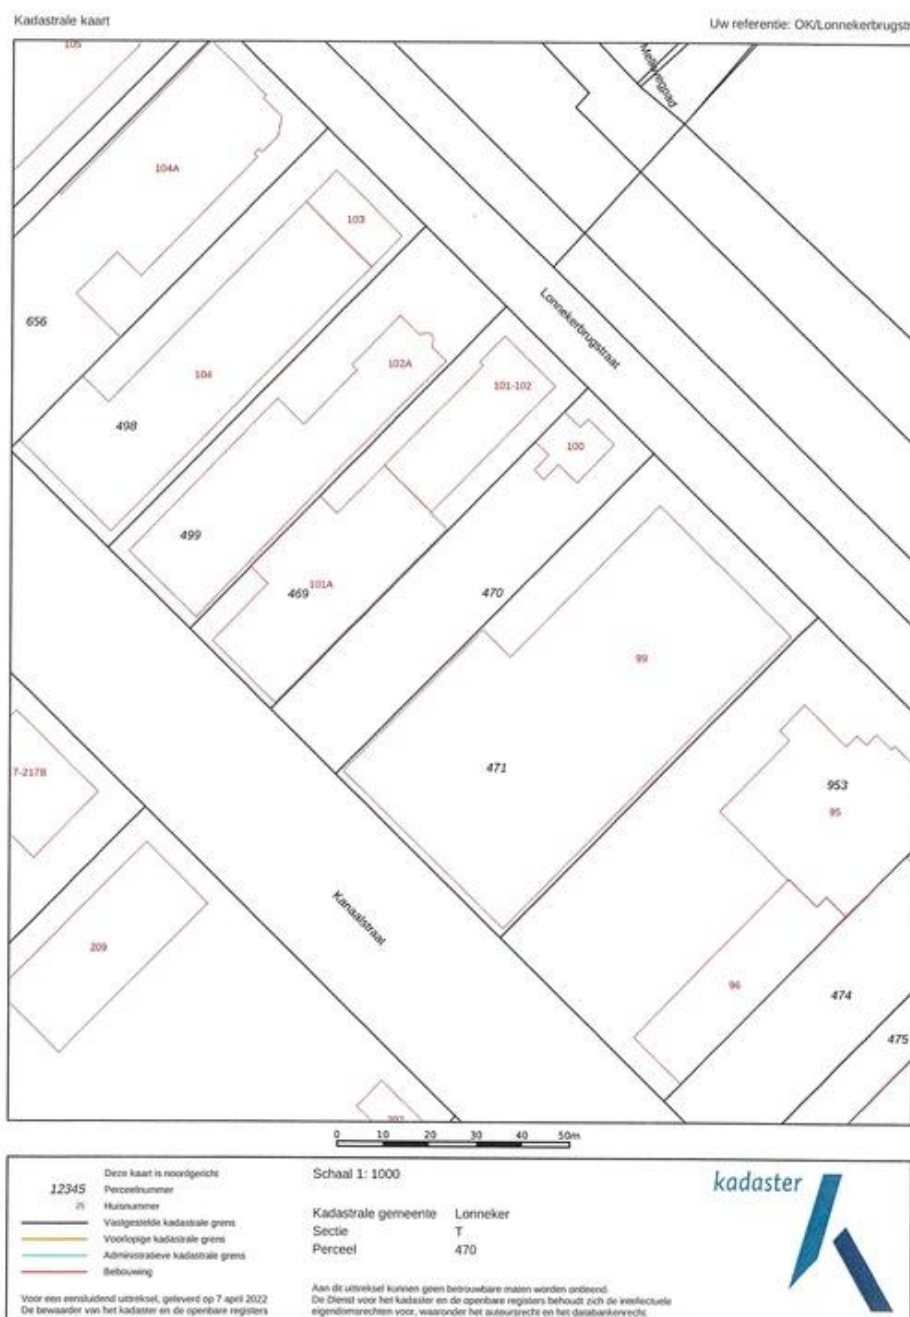 Kadastrale kaart
Uw referentie: OK/Lonnekerbrugstr
105
Mellewegpad
104A
103
656
Lonnekerbrugstraat
104
102A
101-102
498
100
499
469
101A
470
99
471
7-217B
953
95
Kanaalstraat
209
96
474
475
207
0 10 20 30 40 50m
Deze kaart is noordgericht
12345 Perceelnummer
25 Huisnummer
Vastgestelde kadastrale grens
Voorlopige kadastrale grens
Administratieve kadastrale grens
Bebouwing
Voor een eensluidend uittreksel, geleverd op 7 april 2022
De bewaarder van het kadaster en de openbare registers
Schaal 1: 1000
Kadastrale gemeente Lonneker
Sectie T
Perceel 470
Aan dit uittreksel kunnen geen betrouwbare maten worden ontleend.
De Dienst voor het kadaster en de openbare registers behoudt zich de intellectuele
eigendomsrechten voor, waaronder het auteursrecht en het databankenrecht.
kadaster